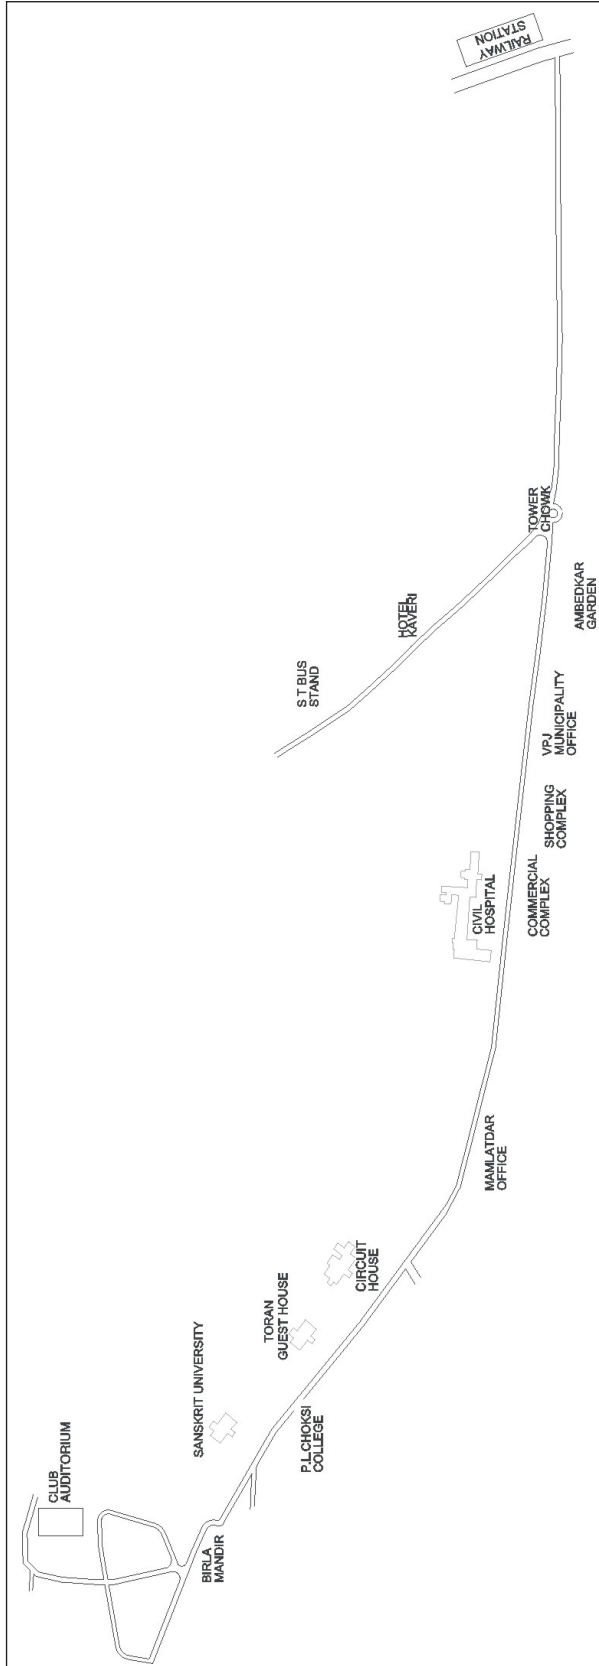 CLUB
AUDITORIUM
BIRLA
MANDIR
SANSKRIT UNIVERSITY
P.L.CHOKSI
COLLEGE
TORAN
GUEST HOUSE
CIRCUIT
HOUSE
MAMLATDAR
OFFICE
CIVIL
HOSPITAL
COMMERCIAL
COMPLEX
SHOPPING
COMPLEX
VPJ
MUNICIPALITY
OFFICE
S T BUS
STAND
HOTEL
KAVERI
AMBEDKAR
GARDEN
TOWER
CHOWK
RAILWAY
STATION